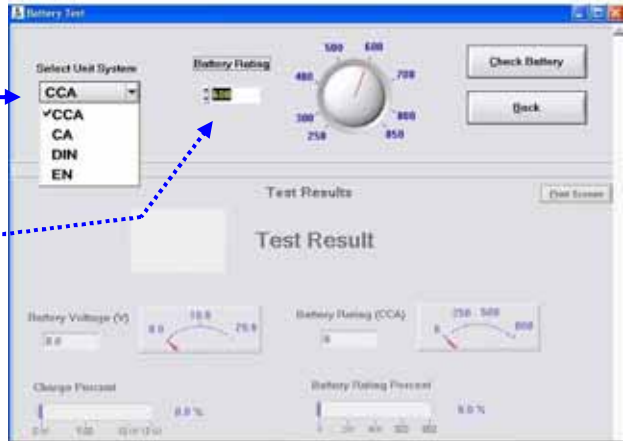 Battery Test
Select Unit System
Battery Rating
CCA
CCA
CA
DIN
EN
500 600
400 700
300 800
250 850
Check Battery
Back
Test Results
Print Screen
Test Result
Battery Voltage (V)
0.0
0.0 10.0 20.0
Battery Rating (CCA)
0
0 250 500 800
Charge Percent
0.0 %
Battery Rating Percent
0.0 %